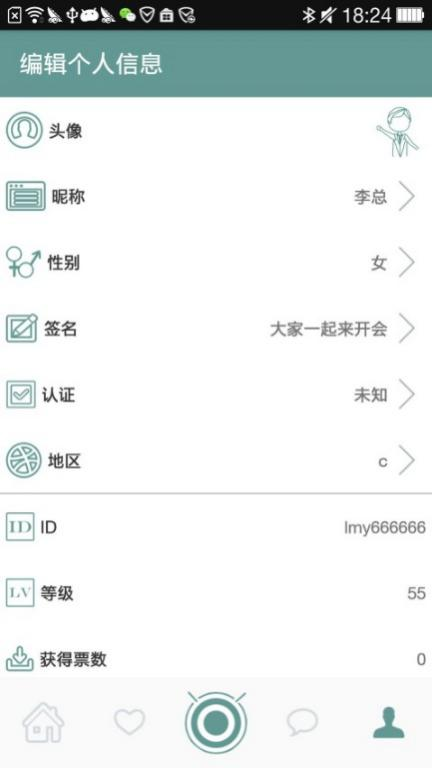 18:24
编辑个人信息
头像
昵称 李总
性别 女
签名 大家一起来开会
认证 未知
地区 c
ID ID lmy666666
LV 等级 55
获得票数 0